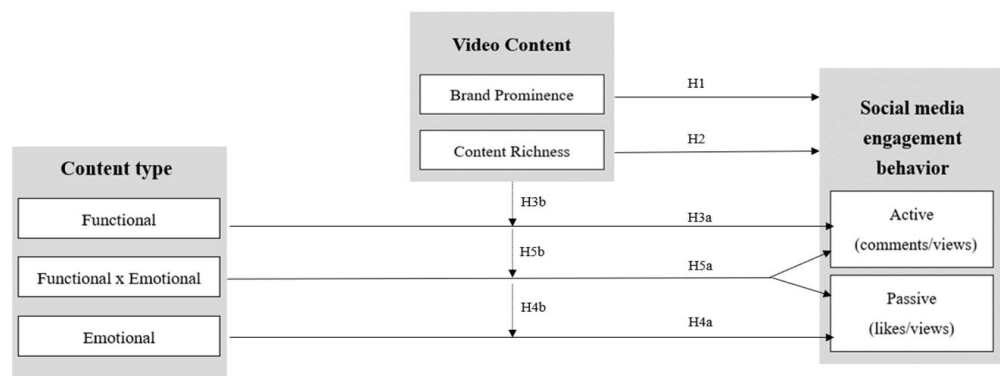 Video Content
Brand Prominence
H1
Content Richness
H2
Social media
engagement
behavior
Content type
H3b
Functional
H3a
Active
(comments/views)
H5b
Functional x Emotional
H5a
H4b
Passive
(likes/views)
Emotional
H4a